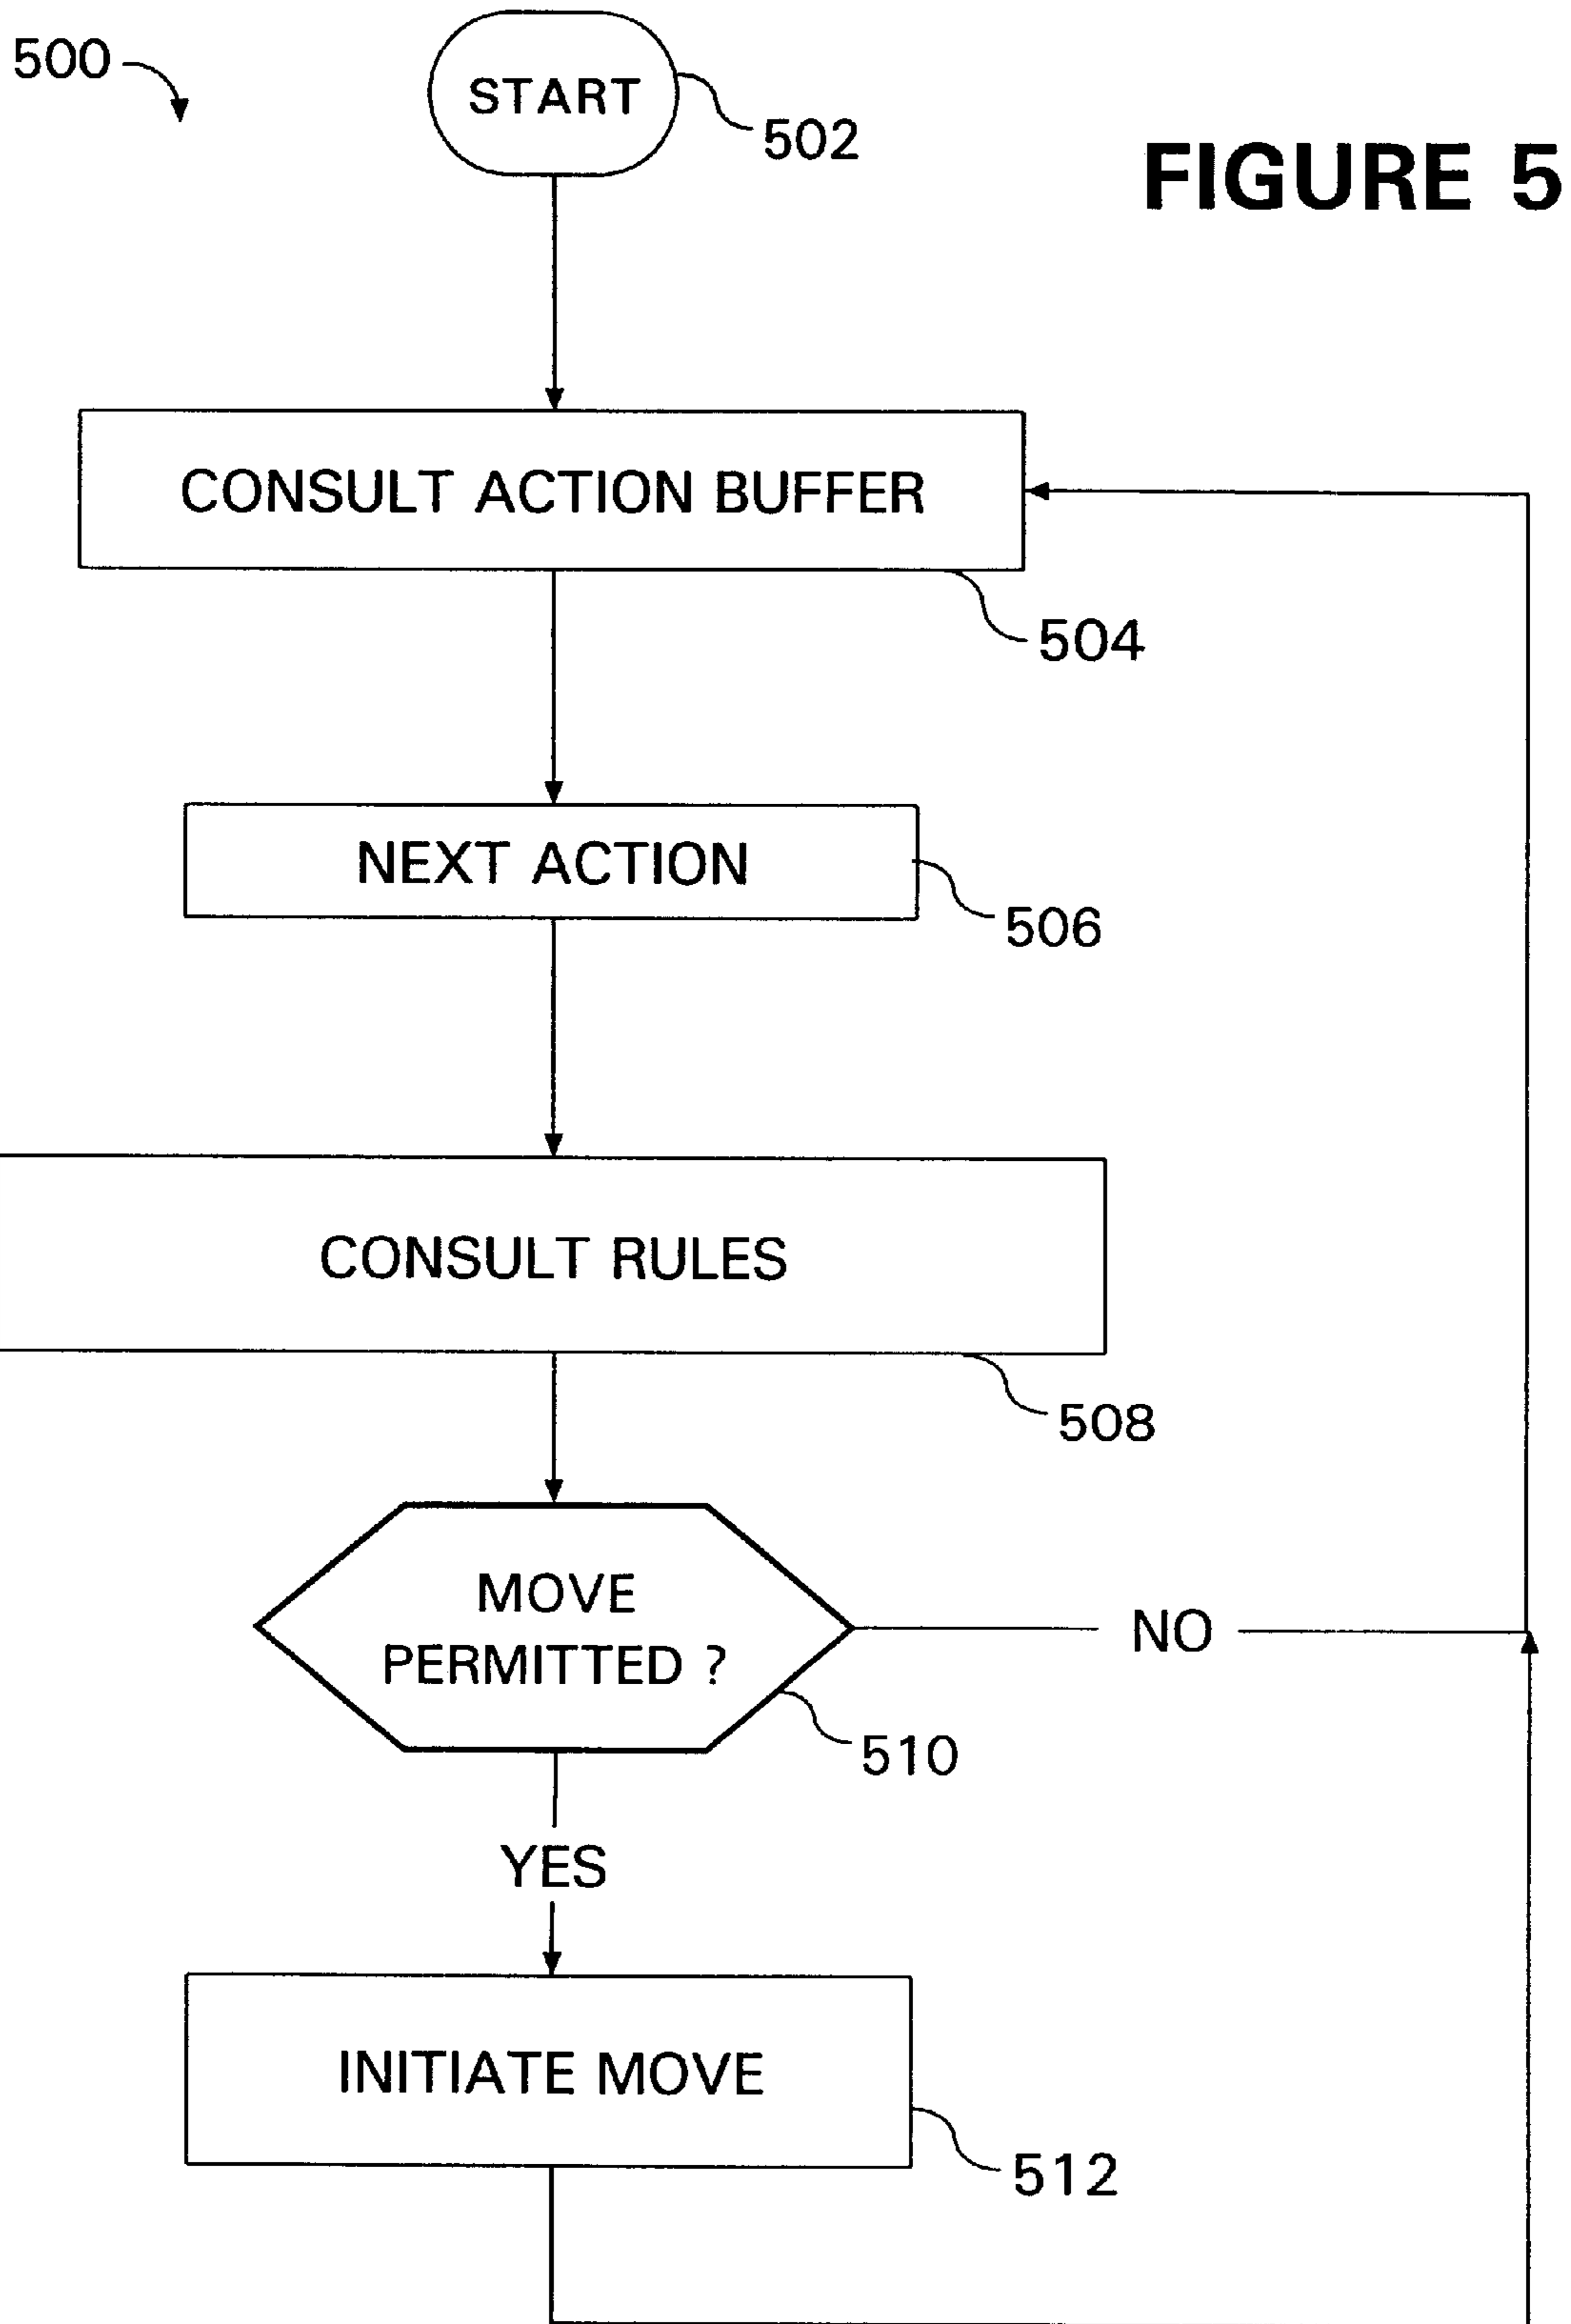 500
START
502
FIGURE 5
CONSULT ACTION BUFFER
504
NEXT ACTION
506
CONSULT RULES
508
MOVE
PERMITTED ?
NO
510
YES
INITIATE MOVE
512